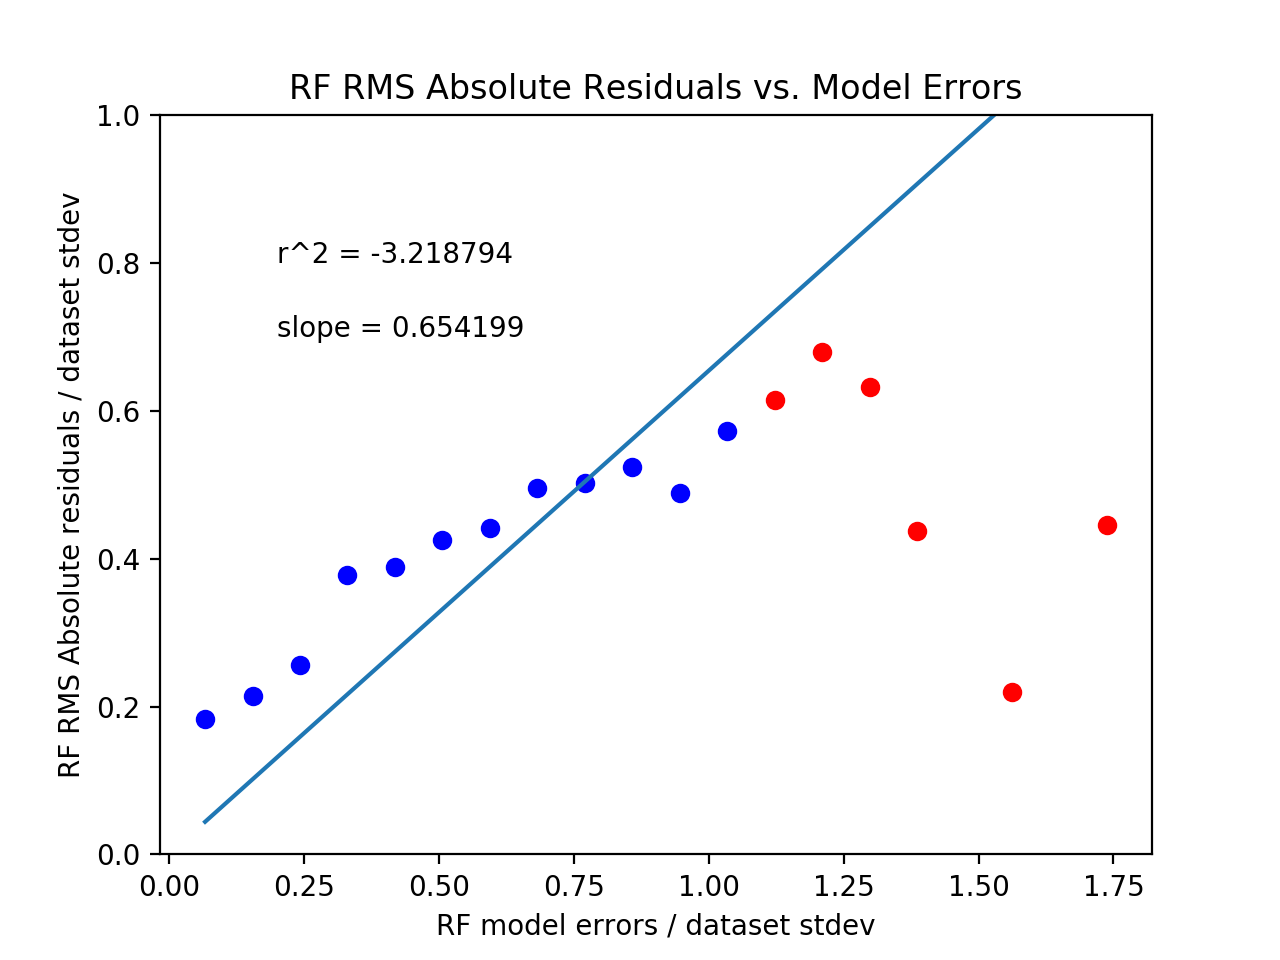 RF RMS Absolute Residuals vs. Model Errors
1.0
0.8
0.6
0.4
0.2
0.0
RF RMS Absolute residuals / dataset stdev
r^2 = -3.218794
slope = 0.654199
0.00 0.25 0.50 0.75 1.00 1.25 1.50 1.75
RF model errors / dataset stdev